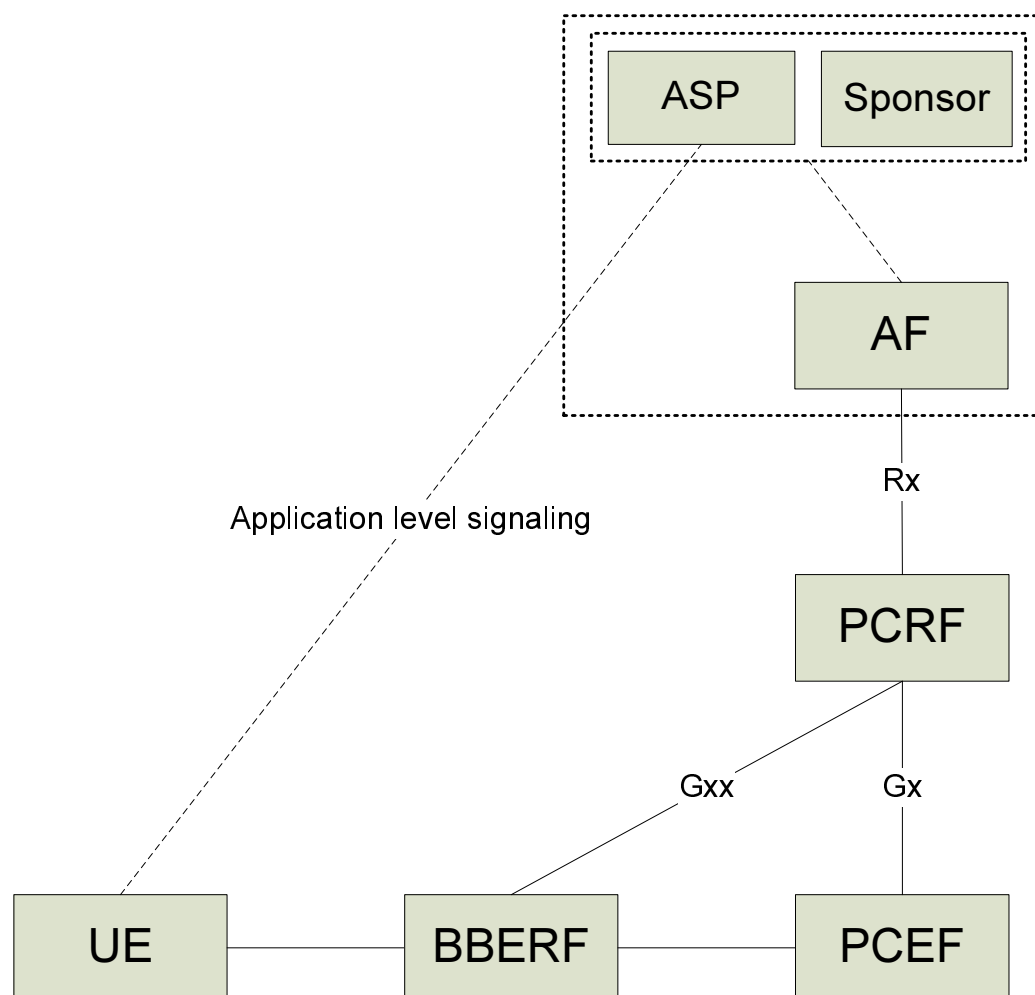 ASP
Sponsor
AF
Rx
Application level signaling
PCRF
Gxx
Gx
UE
BBERF
PCEF